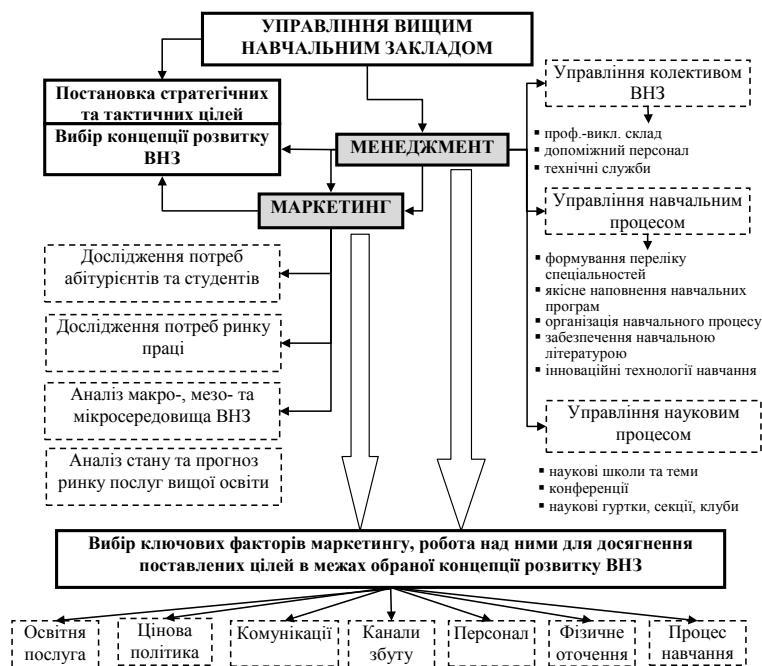 УПРАВЛІННЯ ВИЩИМ
НАВЧАЛЬНИМ ЗАКЛАДОМ
Постановка стратегічних
та тактичних цілей
Вибір концепції розвитку
ВНЗ
МЕНЕДЖМЕНТ
МАРКЕТИНГ
Дослідження потреб
абітурієнтів та студентів
Дослідження потреб ринку
праці
Аналіз макро-, мезо- та
мікросередовища ВНЗ
Аналіз стану та прогноз
ринку послуг вищої освіти
Управління колективом
ВНЗ
▪ проф.-викл. склад
▪ допоміжний персонал
▪ технічні служби
Управління навчальним
процесом
▪ формування переліку
спеціальностей
▪ якісне наповнення навчальних
програм
▪ організація навчального процесу
▪ забезпечення навчальною
літературою
▪ інноваційні технології навчання
Управління науковим
процесом
▪ наукові школи та теми
▪ конференції
▪ наукові гуртки, секції, клуби
Вибір ключових факторів маркетингу, робота над ними для досягнення
поставлених цілей в межах обраної концепції розвитку ВНЗ
Освітня
послуга
Цінова
політика
Комунікації
Канали
збуту
Персонал
Фізичне
оточення
Процес
навчання